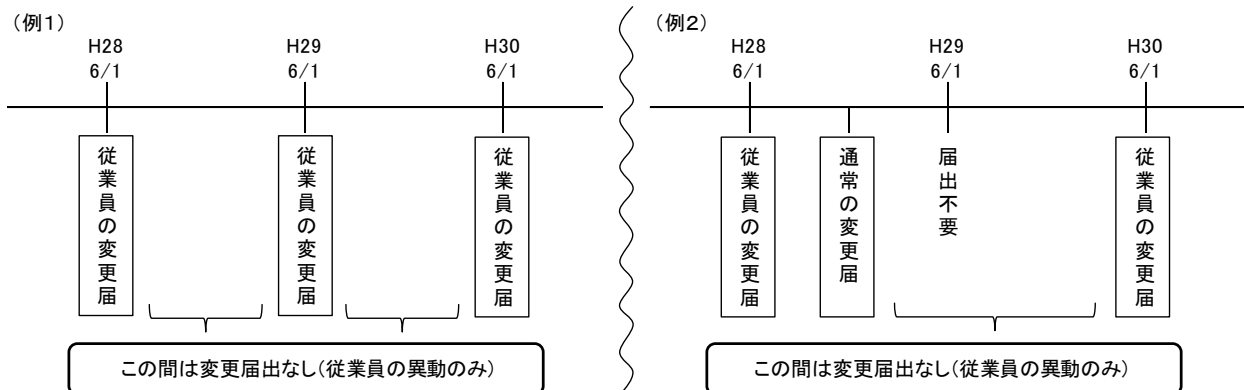 (例1)
H28
6/1
H29
6/1
H30
6/1
従業員の変更届
従業員の変更届
従業員の変更届
この間は変更届出なし(従業員の異動のみ)
(例2)
H28
6/1
H29
6/1
H30
6/1
従業員の変更届
通常の変更届
届出不要
従業員の変更届
この間は変更届出なし(従業員の異動のみ)